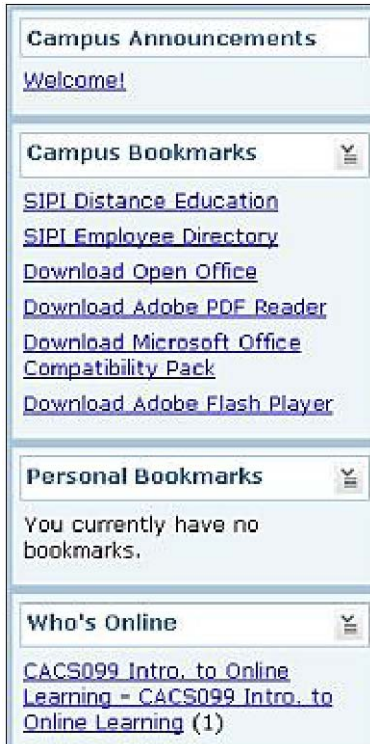 Campus Announcements
Welcome!
Campus Bookmarks
SIPI Distance Education
SIPI Employee Directory
Download Open Office
Download Adobe PDF Reader
Download Microsoft Office
Compatibility Pack
Download Adobe Flash Player
Personal Bookmarks
You currently have no
bookmarks.
Who's Online
CACS099 Intro. to Online
Learning - CACS099 Intro. to
Online Learning (1)